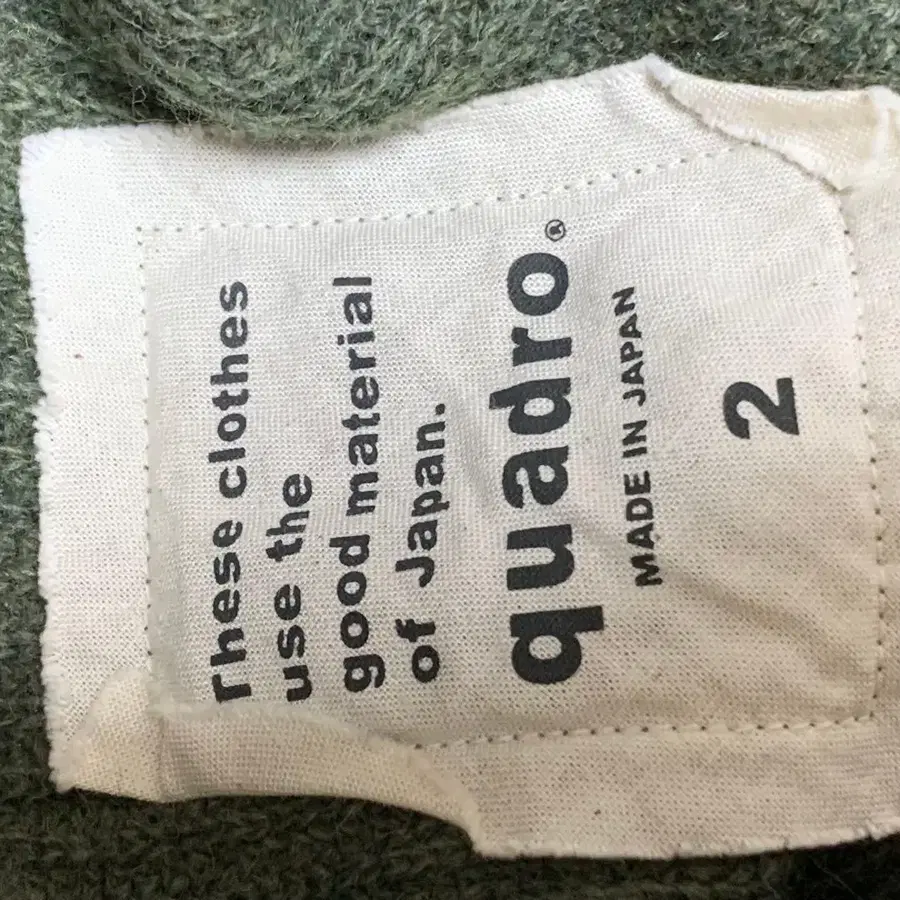 These clothes
use the
good material
of Japan.
quadro.®
MADE IN JAPAN
2